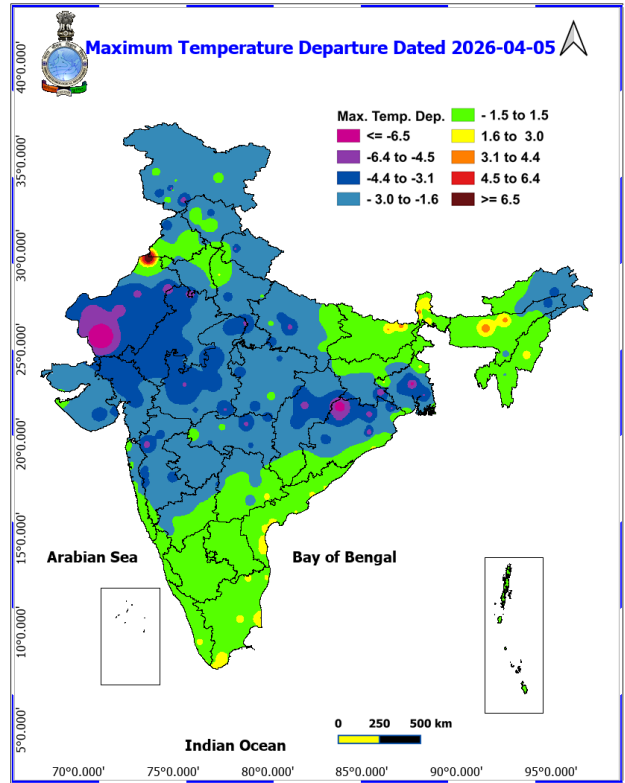 Maximum Temperature Departure Dated 2026-04-05
Max. Temp. Dep.
<= -6.5
-6.4 to -4.5
-4.4 to -3.1
- 3.0 to -1.6
- 1.5 to 1.5
1.6 to 3.0
3.1 to 4.4
4.5 to 6.4
>= 6.5
40°0.000'
35°0.000'
30°0.000'
25°0.000'
20°0.000'
15°0.000'
10°0.000'
5°0.000'
Arabian Sea
Bay of Bengal
Indian Ocean
0 250 500 km
70°0.000' 75°0.000' 80°0.000' 85°0.000' 90°0.000' 95°0.000'